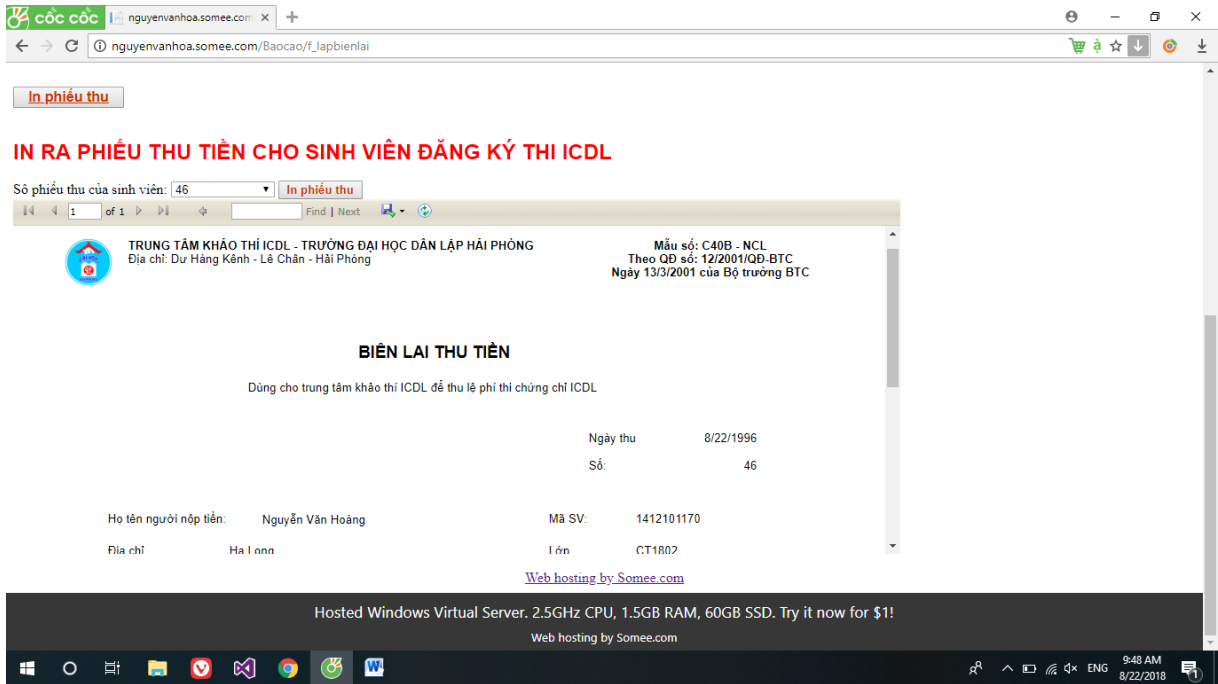 cốc cốc nguyenvanhoa.somee.com
nguyenvanhoa.somee.com/Baocao/f_lapbienlai
In phiếu thu
IN RA PHIẾU THU TIỀN CHO SINH VIÊN ĐĂNG KÝ THI ICDL
Số phiếu thu của sinh viên: 46 In phiếu thu
1 of 1 Find | Next
TRUNG TÂM KHẢO THÍ ICDL - TRƯỜNG ĐẠI HỌC DÂN LẬP HẢI PHÒNG Mẫu số: C40B - NCL
Địa chỉ: Dư Hàng Kênh - Lê Chân - Hải Phòng Theo QĐ số: 12/2001/QĐ-BTC
Ngày 13/3/2001 của Bộ trưởng BTC
BIÊN LAI THU TIỀN
Dùng cho trung tâm khảo thí ICDL để thu lệ phí thi chứng chỉ ICDL
Ngày thu 8/22/1996
Số: 46
Họ tên người nộp tiền: Nguyễn Văn Hoàng Mã SV: 1412101170
Địa chỉ Hạ Long Lớp CT1802
Web hosting by Somee.com
Hosted Windows Virtual Server. 2.5GHz CPU, 1.5GB RAM, 60GB SSD. Try it now for $1!
Web hosting by Somee.com
ENG 9:48 AM
8/22/2018